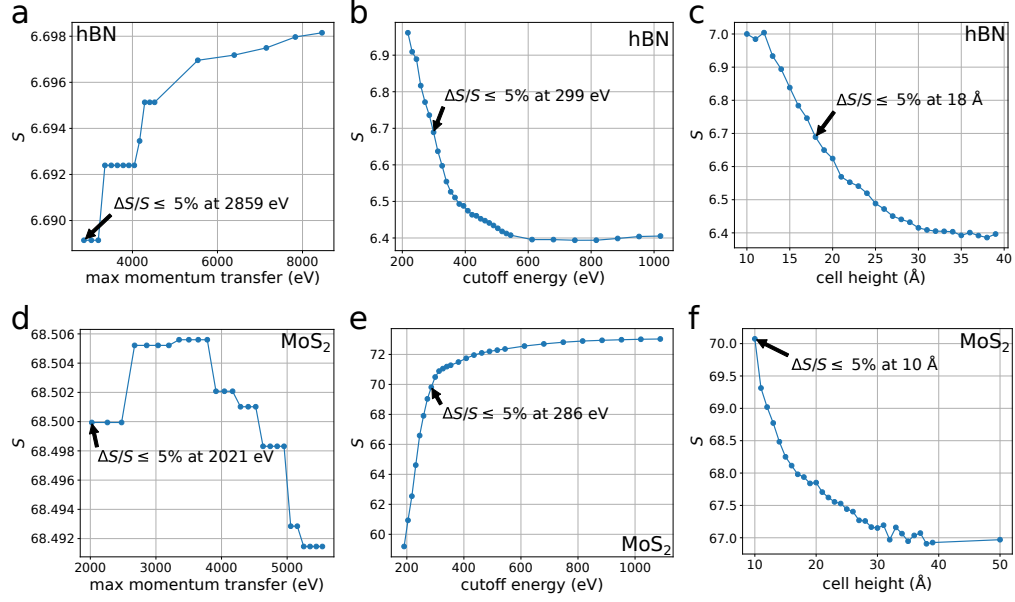 a
hBN
6.698
6.696
6.694
6.692
6.690
S
ΔS/S ≤ 5% at 2859 eV
4000
6000
8000
max momentum transfer (eV)
b
hBN
6.9
6.8
6.7
6.6
6.5
6.4
S
ΔS/S ≤ 5% at 299 eV
200
400
600
800
1000
cutoff energy (eV)
c
hBN
7.0
6.9
6.8
6.7
6.6
6.5
6.4
S
ΔS/S ≤ 5% at 18 Å
10
15
20
25
30
35
40
cell height (Å)
d
MoS₂
68.506
68.504
68.502
68.500
68.498
68.496
68.494
68.492
S
ΔS/S ≤ 5% at 2021 eV
2000
3000
4000
5000
max momentum transfer (eV)
e
72
70
68
66
64
62
60
S
ΔS/S ≤ 5% at 286 eV
MoS₂
200
400
600
800
1000
cutoff energy (eV)
f
MoS₂
70.0
69.5
69.0
68.5
68.0
67.5
67.0
S
ΔS/S ≤ 5% at 10 Å
10
20
30
40
50
cell height (Å)